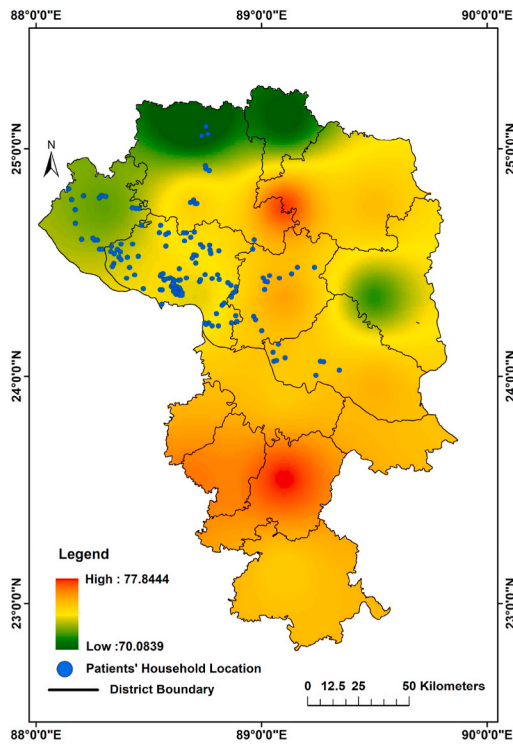 88°0'0"E 89°0'0"E 90°0'0"E
N
25°0'0"N 25°0'0"N
24°0'0"N 24°0'0"N
23°0'0"N 23°0'0"N
Legend
High : 77.8444
Low :70.0839
Patients' Household Location
District Boundary
0 12.5 25 50 Kilometers
88°0'0"E 89°0'0"E 90°0'0"E